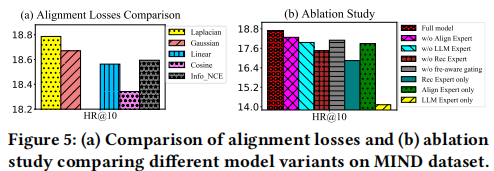 (a) Alignment Losses Comparison
18.8
18.6
18.4
18.2
HR@10
Laplacian
Gaussian
Linear
Cosine
Info_NCE
(b) Ablation Study
18.8
17.6
16.4
15.2
14.0
HR@10
Full model
w/o Align Expert
w/o LLM Expert
w/o Rec Expert
w/o fre-aware gating
Rec Expert only
Align Expert only
LLM Expert only
Figure 5: (a) Comparison of alignment losses and (b) ablation
study comparing different model variants on MIND dataset.